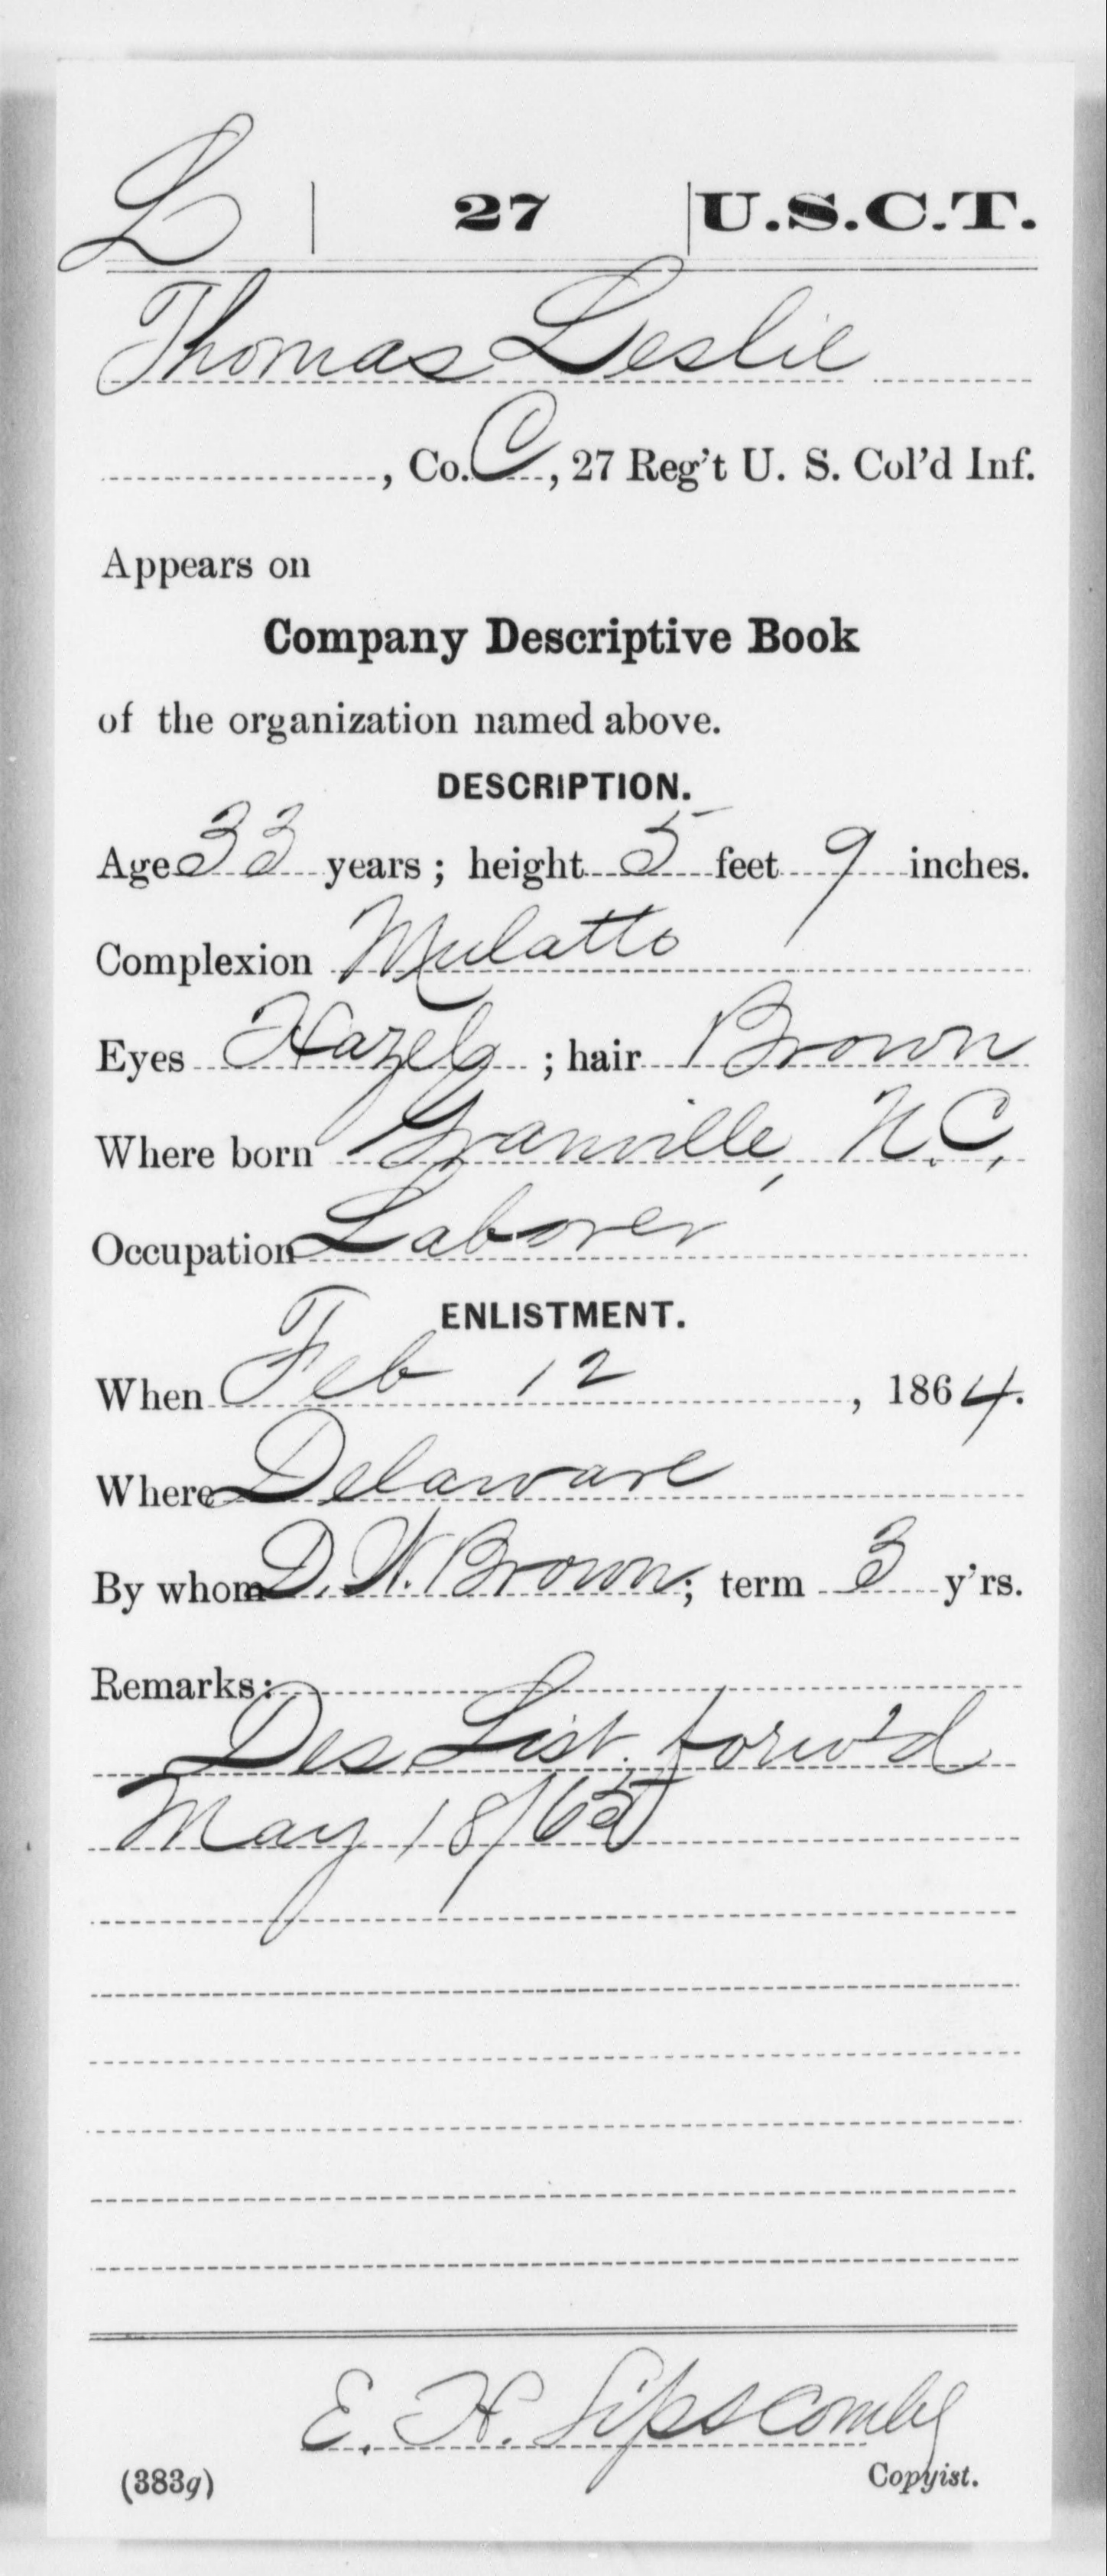 L | 27 | U.S.C.T.
Thomas Leslie
, Co. C, 27 Reg't U. S. Col'd Inf.
Appears on
Company Descriptive Book
of the organization named above.
DESCRIPTION.
Age 33 years; height 5 feet 9 inches.
Complexion Mulatto
Eyes Hazel; hair Brown
Where born Granville, N.C.
Occupation Laborer
ENLISTMENT.
When Feb 12, 1864.
Where Delaware
By whom D. W. Brown; term 3 y'rs.
Remarks:
Des. List. forw'd
May 18/65
E. H. Lipscomb
(383g) Copyist.